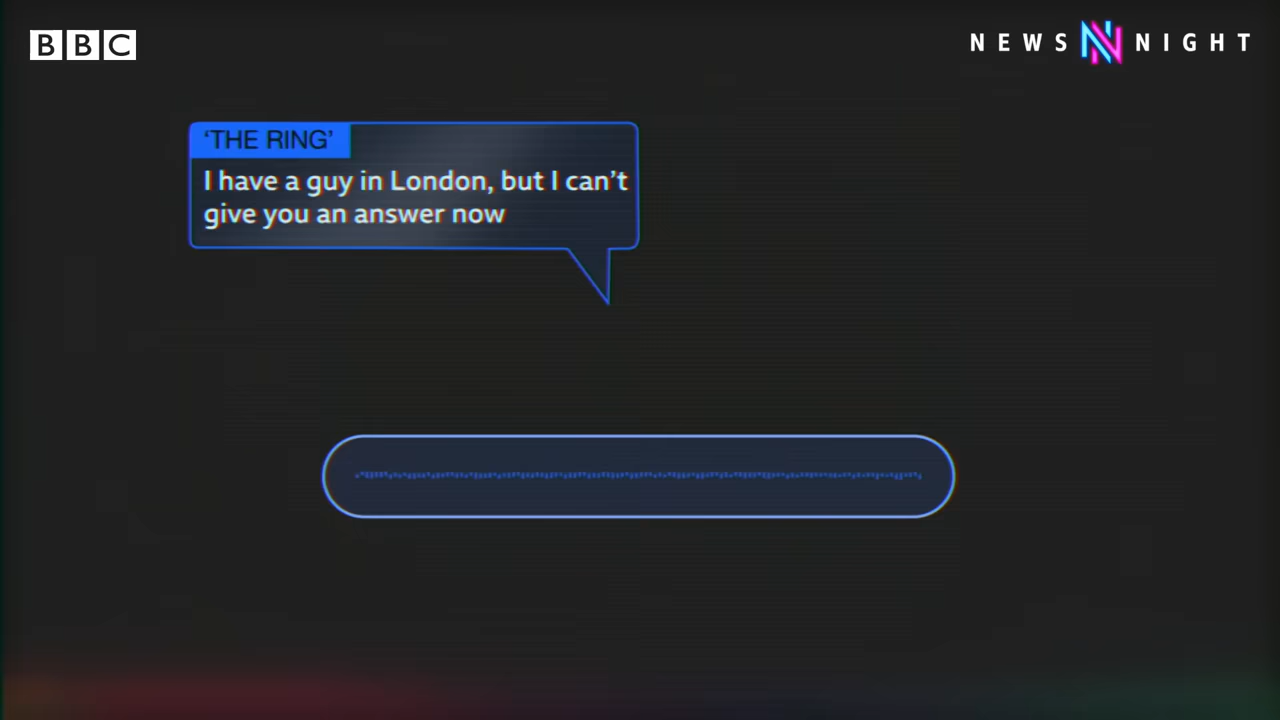 BBC
NEWS NIGHT
‘THE RING’
I have a guy in London, but I can’t
give you an answer now